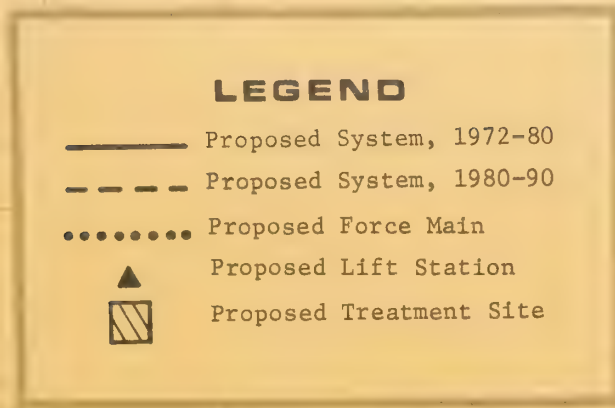 LEGEND
Proposed System, 1972-80
Proposed System, 1980-90
Proposed Force Main
Proposed Lift Station
Proposed Treatment Site